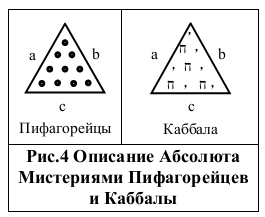 a b a b
c c
Пифагорейцы Каббала
Рис.4 Описание Абсолюта
Мистериями Пифагорейцев
и Каббалы